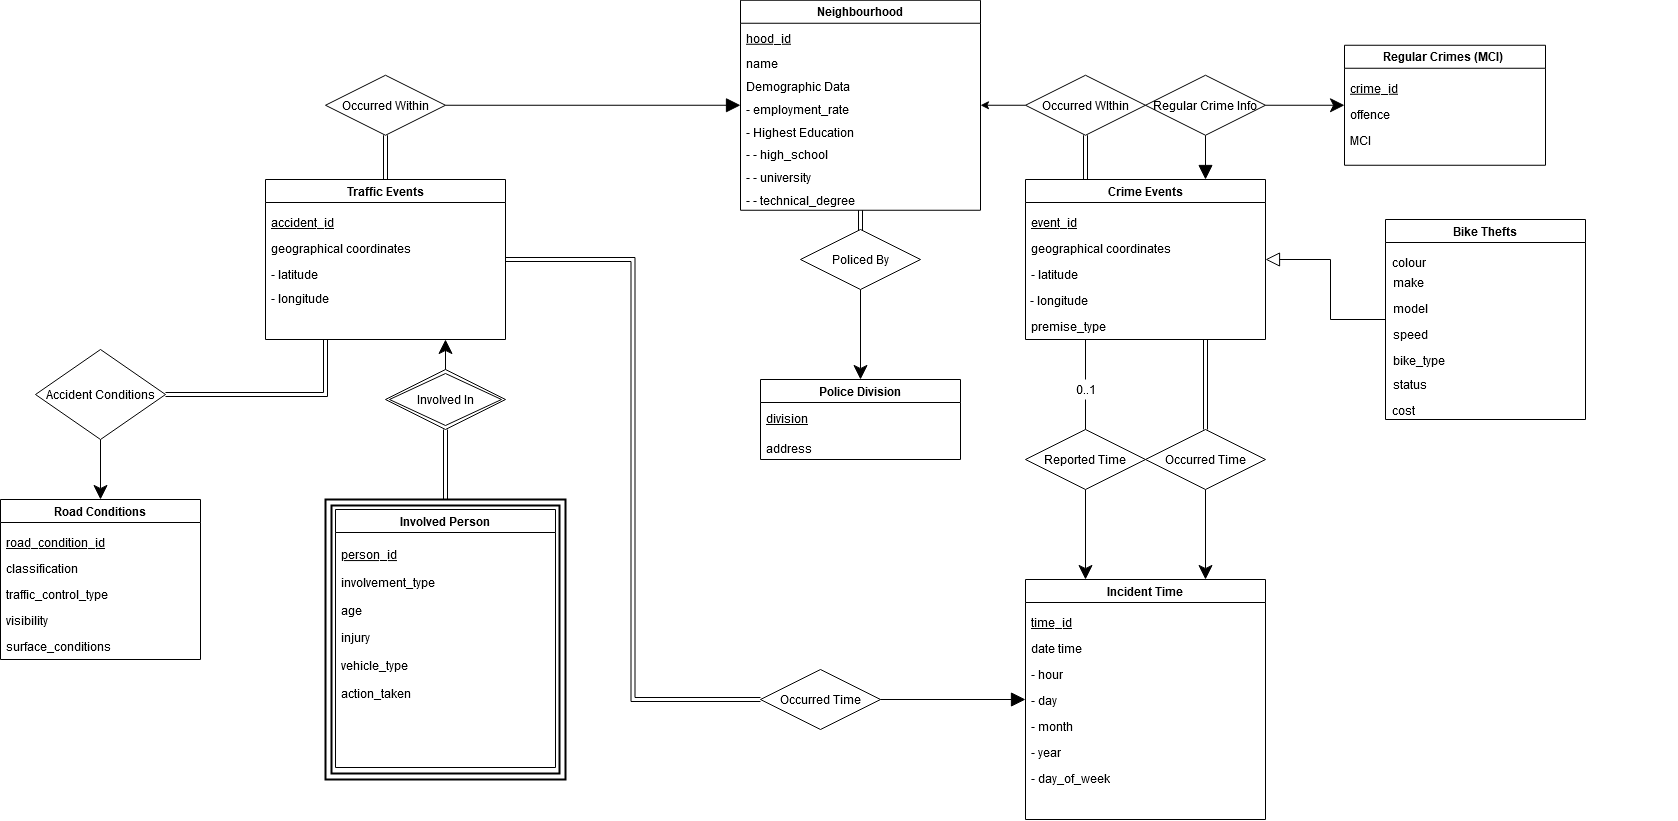 Neighbourhood
hood_id
name
Demographic Data
- employment_rate
- Highest Education
- - high_school
- - university
- - technical_degree
Regular Crimes (MCI)
crime_id
offence
MCI
Occurred Within
Occurred WIthin
Regular Crime Info
Traffic Events
accident_id
geographical coordinates
- latitude
- longitude
Crime Events
event_id
geographical coordinates
- latitude
- longitude
premise_type
Bike Thefts
colour
make
model
speed
bike_type
status
cost
Policed By
Accident Conditions
Involved In
Police Division
division
address
0..1
Reported Time
Occurred Time
Road Conditions
road_condition_id
classification
traffic_control_type
visibility
surface_conditions
Involved Person
person_id
involvement_type
age
injury
vehicle_type
action_taken
Occurred Time
Incident Time
time_id
date time
- hour
- day
- month
- year
- day_of_week